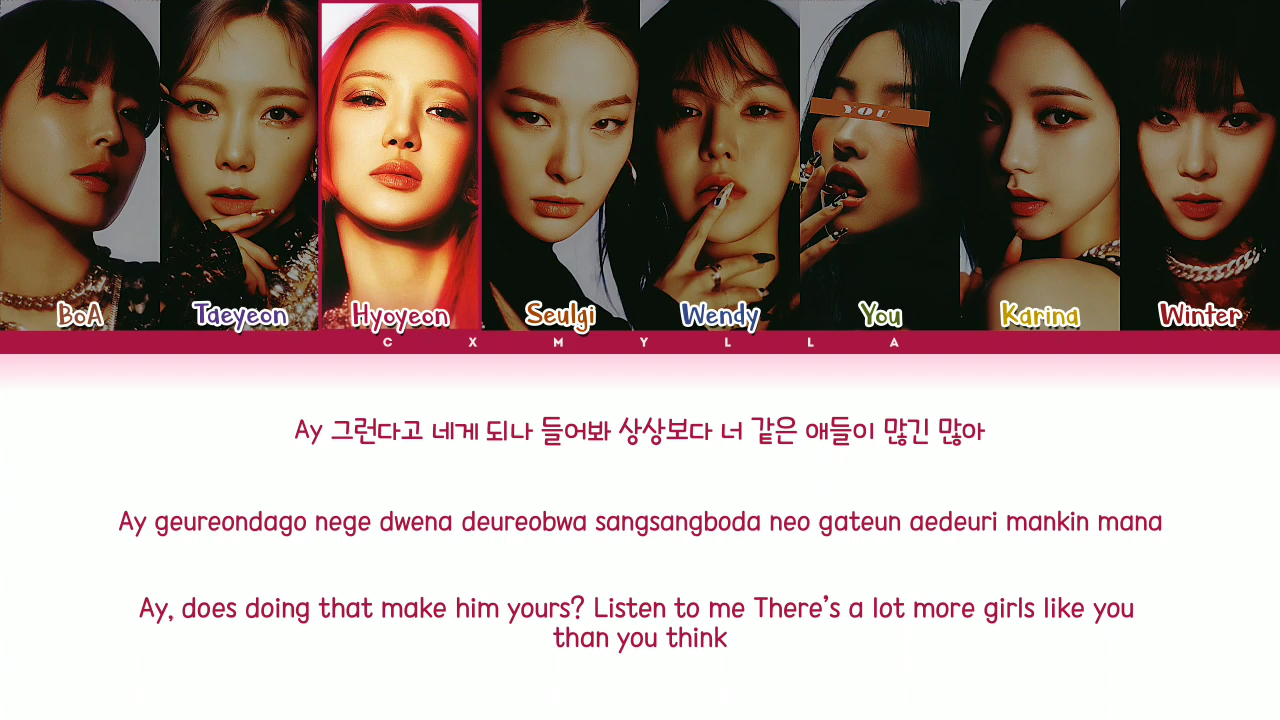 YOU
BoA Taeyeon Hyoyeon Seulgi Wendy You Karina Winter
CXMYLLA
Ay 그런다고 네게 되나 들어봐 상상보다 너 같은 애들이 많긴 많아
Ay geureondago nege dwena deureobwa sangsangboda neo gateun aedeuri mankin mana
Ay, does doing that make him yours? Listen to me There's a lot more girls like you
than you think